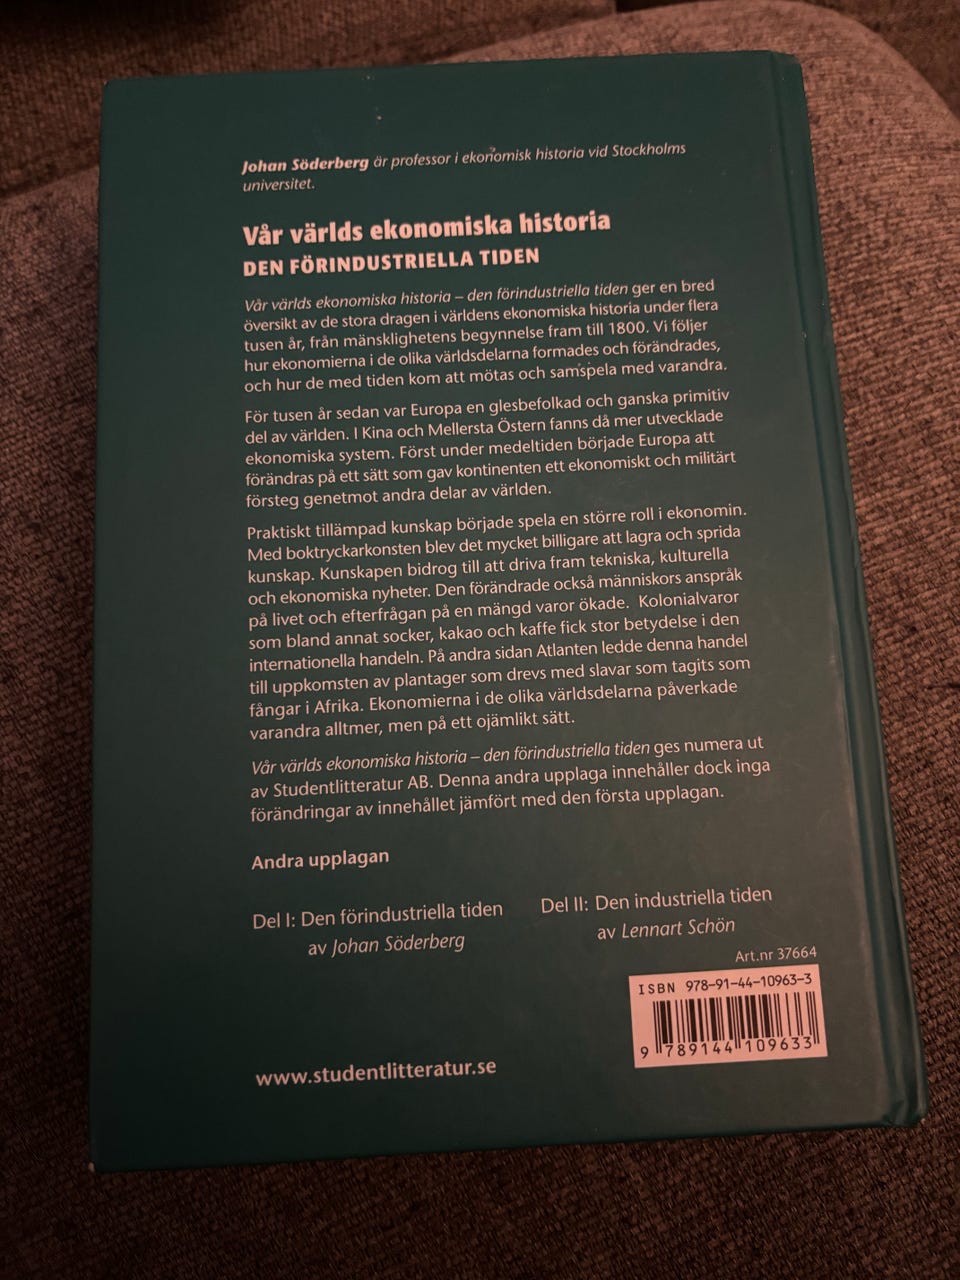 Johan Söderberg är professor i ekonomisk historia vid Stockholms
universitet.
Vår världs ekonomiska historia
DEN FÖRINDUSTRIELLA TIDEN
Vår världs ekonomiska historia – den förindustriella tiden ger en bred
översikt av de stora dragen i världens ekonomiska historia under flera
tusen år, från mänsklighetens begynnelse fram till 1800. Vi följer
hur ekonomierna i de olika världsdelarna formades och förändrades,
och hur de med tiden kom att mötas och samspela med varandra.
För tusen år sedan var Europa en glesbefolkad och ganska primitiv
del av världen. I Kina och Mellersta Östern fanns då mer utvecklade
ekonomiska system. Först under medeltiden började Europa att
förändras på ett sätt som gav kontinenten ett ekonomiskt och militärt
försteg genetmot andra delar av världen.
Praktiskt tillämpad kunskap började spela en större roll i ekonomin.
Med boktryckarkonsten blev det mycket billigare att lagra och sprida
kunskap. Kunskapen bidrog till att driva fram tekniska, kulturella
och ekonomiska nyheter. Den förändrade också människors anspråk
på livet och efterfrågan på en mängd varor ökade. Kolonialvaror
som bland annat socker, kakao och kaffe fick stor betydelse i den
internationella handeln. På andra sidan Atlanten ledde denna handel
till uppkomsten av plantager som drevs med slavar som tagits som
fångar i Afrika. Ekonomierna i de olika världsdelarna påverkade
varandra alltmer, men på ett ojämlikt sätt.
Vår världs ekonomiska historia – den förindustriella tiden ges numera ut
av Studentlitteratur AB. Denna andra upplaga innehåller dock inga
förändringar av innehållet jämfört med den första upplagan.
Andra upplagan
Del I: Den förindustriella tiden
av Johan Söderberg
Del II: Den industriella tiden
av Lennart Schön
Art.nr 37664
ISBN 978-91-44-10963-3
9 789144 109633
www.studentlitteratur.se